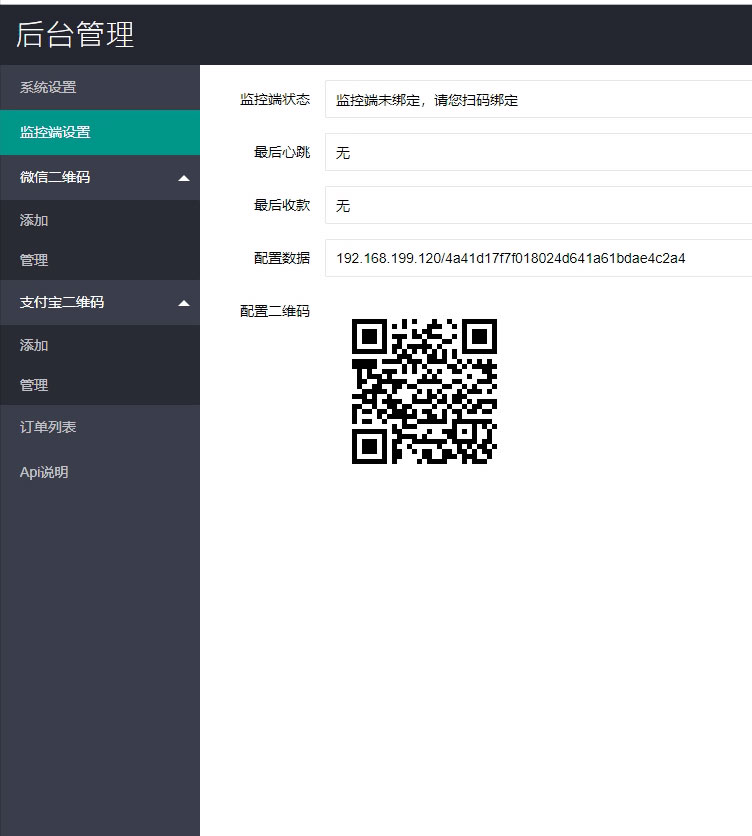 后台管理
系统设置
监控端设置
微信二维码
添加
管理
支付宝二维码
添加
管理
订单列表
Api说明
监控端状态 监控端未绑定，请您扫码绑定
最后心跳 无
最后收款 无
配置数据 192.168.199.120/4a41d17f7f018024d641a61bdae4c2a4
配置二维码